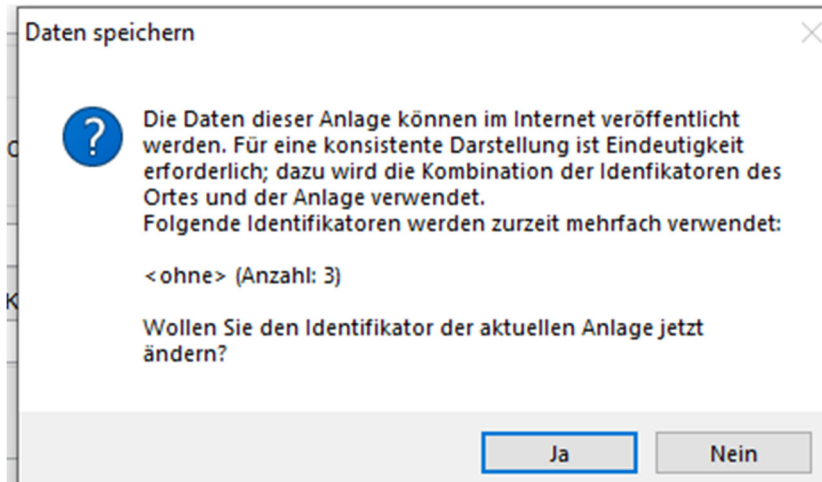 Daten speichern
Die Daten dieser Anlage können im Internet veröffentlicht
werden. Für eine konsistente Darstellung ist Eindeutigkeit
erforderlich; dazu wird die Kombination der Idenfikatoren des
Ortes und der Anlage verwendet.
Folgende Identifikatoren werden zurzeit mehrfach verwendet:
<ohne> (Anzahl: 3)
Wollen Sie den Identifikator der aktuellen Anlage jetzt
ändern?
Ja
Nein